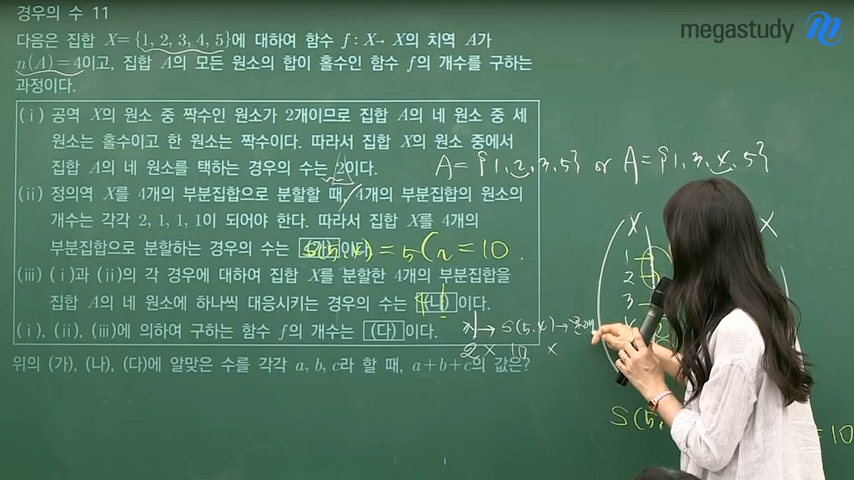 경우의 수 11
megastudy
다음은 집합 X={1, 2, 3, 4, 5}에 대하여 함수 f : X→X의 치역 A가
n(A)=4이고, 집합 A의 모든 원소의 합이 홀수인 함수 f의 개수를 구하는
과정이다.
(ⅰ) 공역 X의 원소 중 짝수인 원소가 2개이므로 집합 A의 네 원소 중 세
원소는 홀수이고 한 원소는 짝수이다. 따라서 집합 X의 원소 중에서
집합 A의 네 원소를 택하는 경우의 수는 2이다.
A={1, 2, 3, 5} or A={1, 3, 4, 5}
(ⅱ) 정의역 X를 4개의 부분집합으로 분할할 때, 4개의 부분집합의 원소의
개수는 각각 2, 1, 1, 1이 되어야 한다. 따라서 집합 X를 4개의
부분집합으로 분할하는 경우의 수는 (가)이다.
S(5,4) = 5C2 = 10.
(ⅲ) (ⅰ)과 (ⅱ)의 각 경우에 대하여 집합 X를 분할한 4개의 부분집합을
집합 A의 네 원소에 하나씩 대응시키는 경우의 수는 (나)이다.
4!
(ⅰ), (ⅱ), (ⅲ)에 의하여 구하는 함수 f의 개수는 (다)이다.
→ S(5,4) →
2 × 10 ×
위의 (가), (나), (다)에 알맞은 수를 각각 a, b, c라 할 때, a+b+c의 값은?
X
X
1
2
3
S(5,
= 10